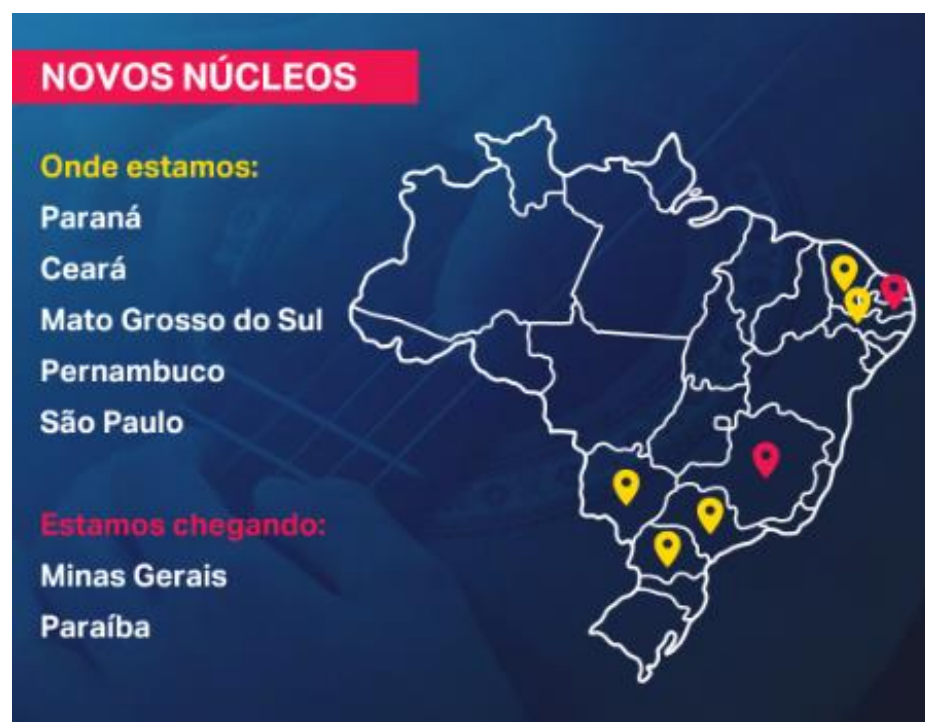 NOVOS NÚCLEOS
Onde estamos:
Paraná
Ceará
Mato Grosso do Sul
Pernambuco
São Paulo
Estamos chegando:
Minas Gerais
Paraíba